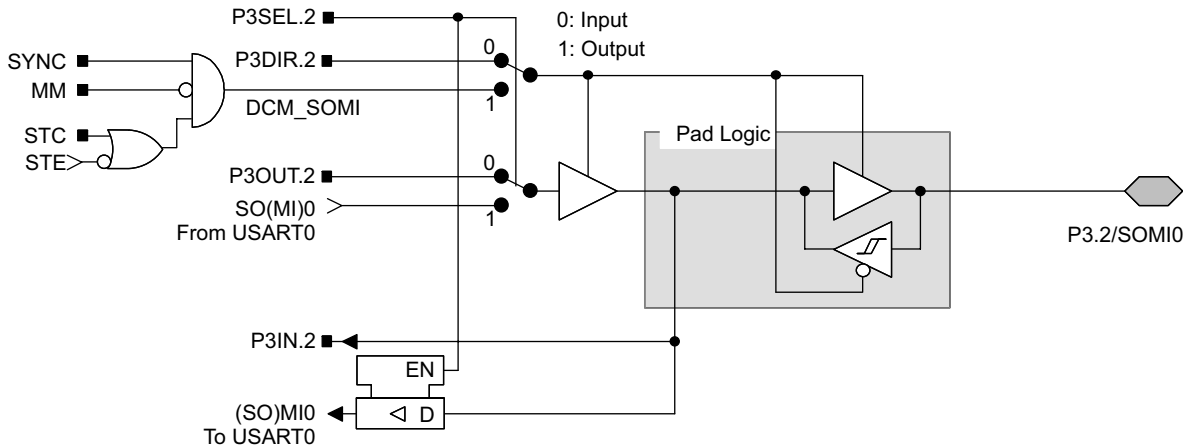 P3SEL.2
0: Input
1: Output
SYNC
P3DIR.2
0
MM
1
DCM_SOMI
STC
Pad Logic
STE
P3OUT.2
0
SO(MI)0
1
From USART0
P3.2/SOMI0
P3IN.2
EN
(SO)MI0
D
To USART0